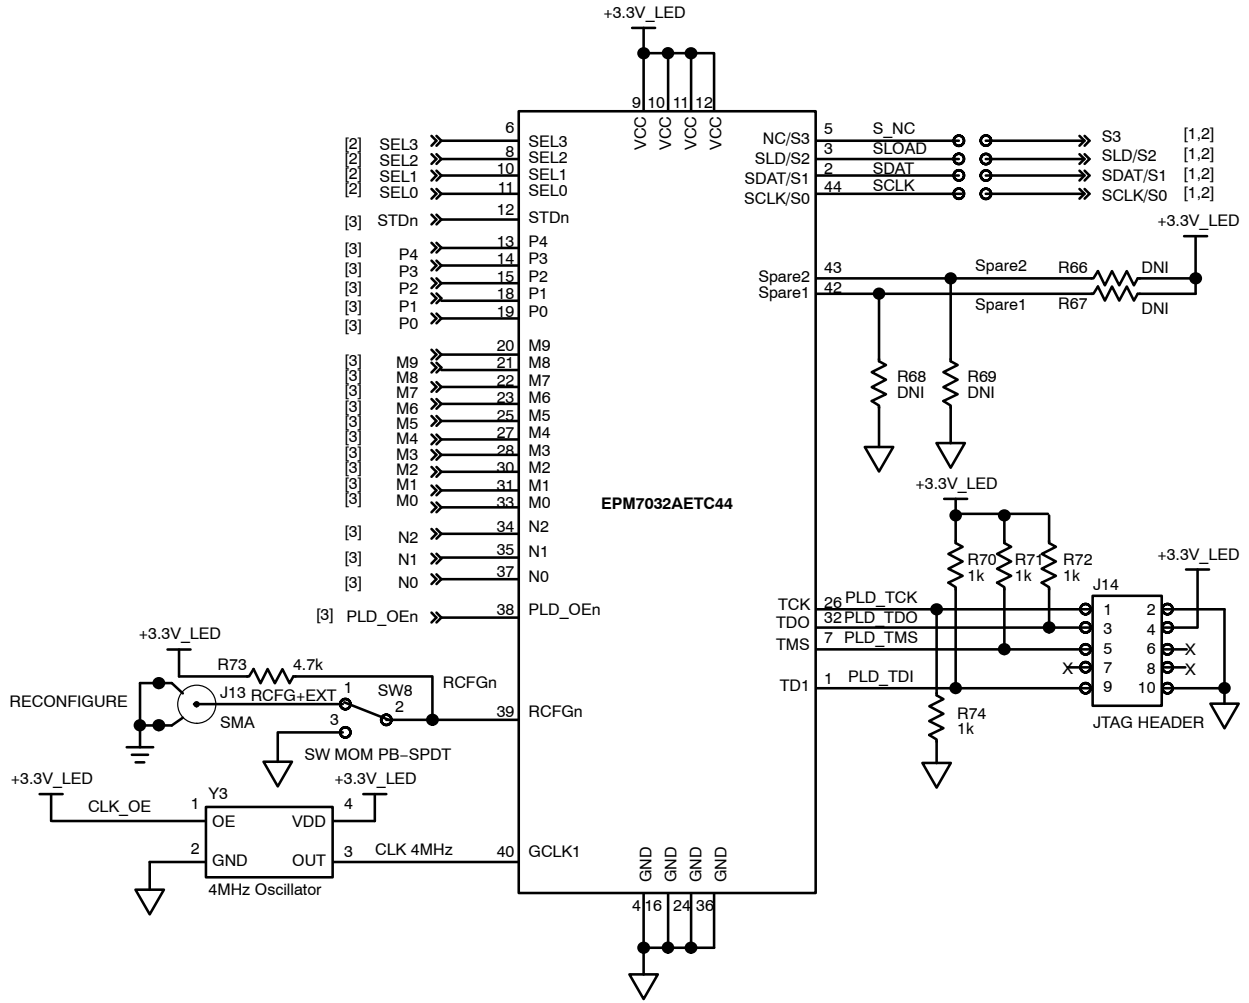 +3.3V_LED
9 10 11 12
VCC VCC VCC VCC
[2] SEL3 6 SEL3
[2] SEL2 8 SEL2
[2] SEL1 10 SEL1
[2] SEL0 11 SEL0
[3] STDn 12 STDn
[3] P4 13 P4
[3] P3 14 P3
[3] P2 15 P2
[3] P1 18 P1
[3] P0 19 P0
[3] M9 20 M9
[3] M8 21 M8
[3] M7 22 M7
[3] M6 23 M6
[3] M5 25 M5
[3] M4 27 M4
[3] M3 28 M3
[3] M2 30 M2
[3] M1 31 M1
[3] M0 33 M0
[3] N2 34 N2
[3] N1 35 N1
[3] N0 37 N0
[3] PLD_OEn 38 PLD_OEn
+3.3V_LED
R73 4.7k
RCFGn
RECONFIGURE
J13 RCFG+EXT
SMA
1 SW8
2
3
39 RCFGn
SW MOM PB-SPDT
+3.3V_LED
CLK_OE
+3.3V_LED
Y3
1 OE VDD 4
2 GND OUT 3
CLK 4MHz 40 GCLK1
4MHz Oscillator
EPM7032AETC44
NC/S3 5 S_NC S3 [1,2]
SLD/S2 3 SLOAD SLD/S2 [1,2]
SDAT/S1 2 SDAT SDAT/S1 [1,2]
SCLK/S0 44 SCLK SCLK/S0 [1,2]
+3.3V_LED
Spare2 43 Spare2 R66 DNI
Spare1 42 Spare1 R67 DNI
R68 DNI
R69 DNI
+3.3V_LED
R70 1k
R71 1k
R72 1k
+3.3V_LED
J14
TCK 26 PLD_TCK 1 2
TDO 32 PLD_TDO 3 4
TMS 7 PLD_TMS 5 6 X
X 7 8 X
TD1 1 PLD_TDI 9 10
R74 1k
JTAG HEADER
GND GND GND GND
4 16 24 36